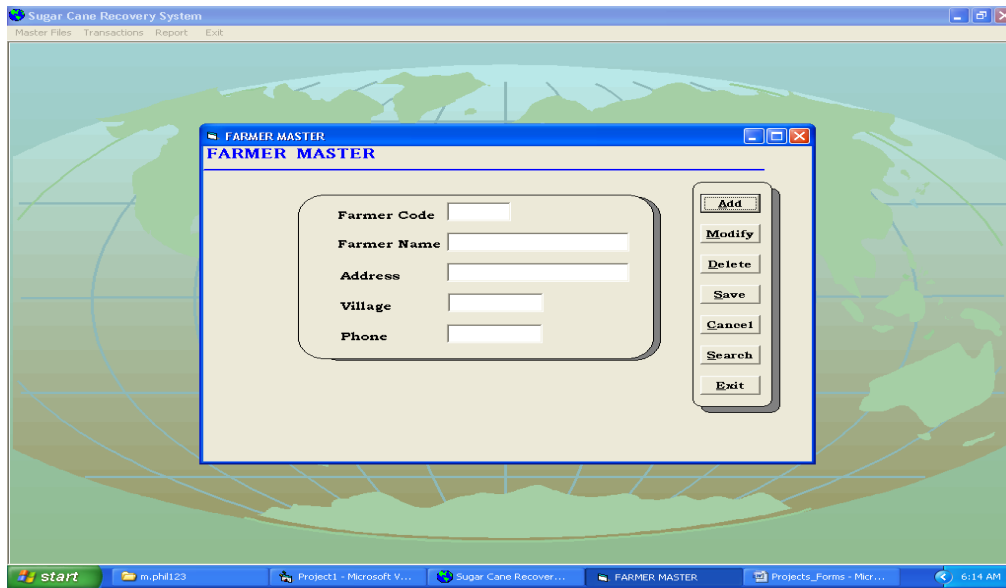 Sugar Cane Recovery System
Master Files Transactions Report Exit
FARMER MASTER
FARMER MASTER
Farmer Code
Farmer Name
Address
Village
Phone
Add
Modify
Delete
Save
Cancel
Search
Exit
start m.phil123 Project1 - Microsoft V... Sugar Cane Recover... FARMER MASTER Projects_Forms - Micr... 6:14 AM